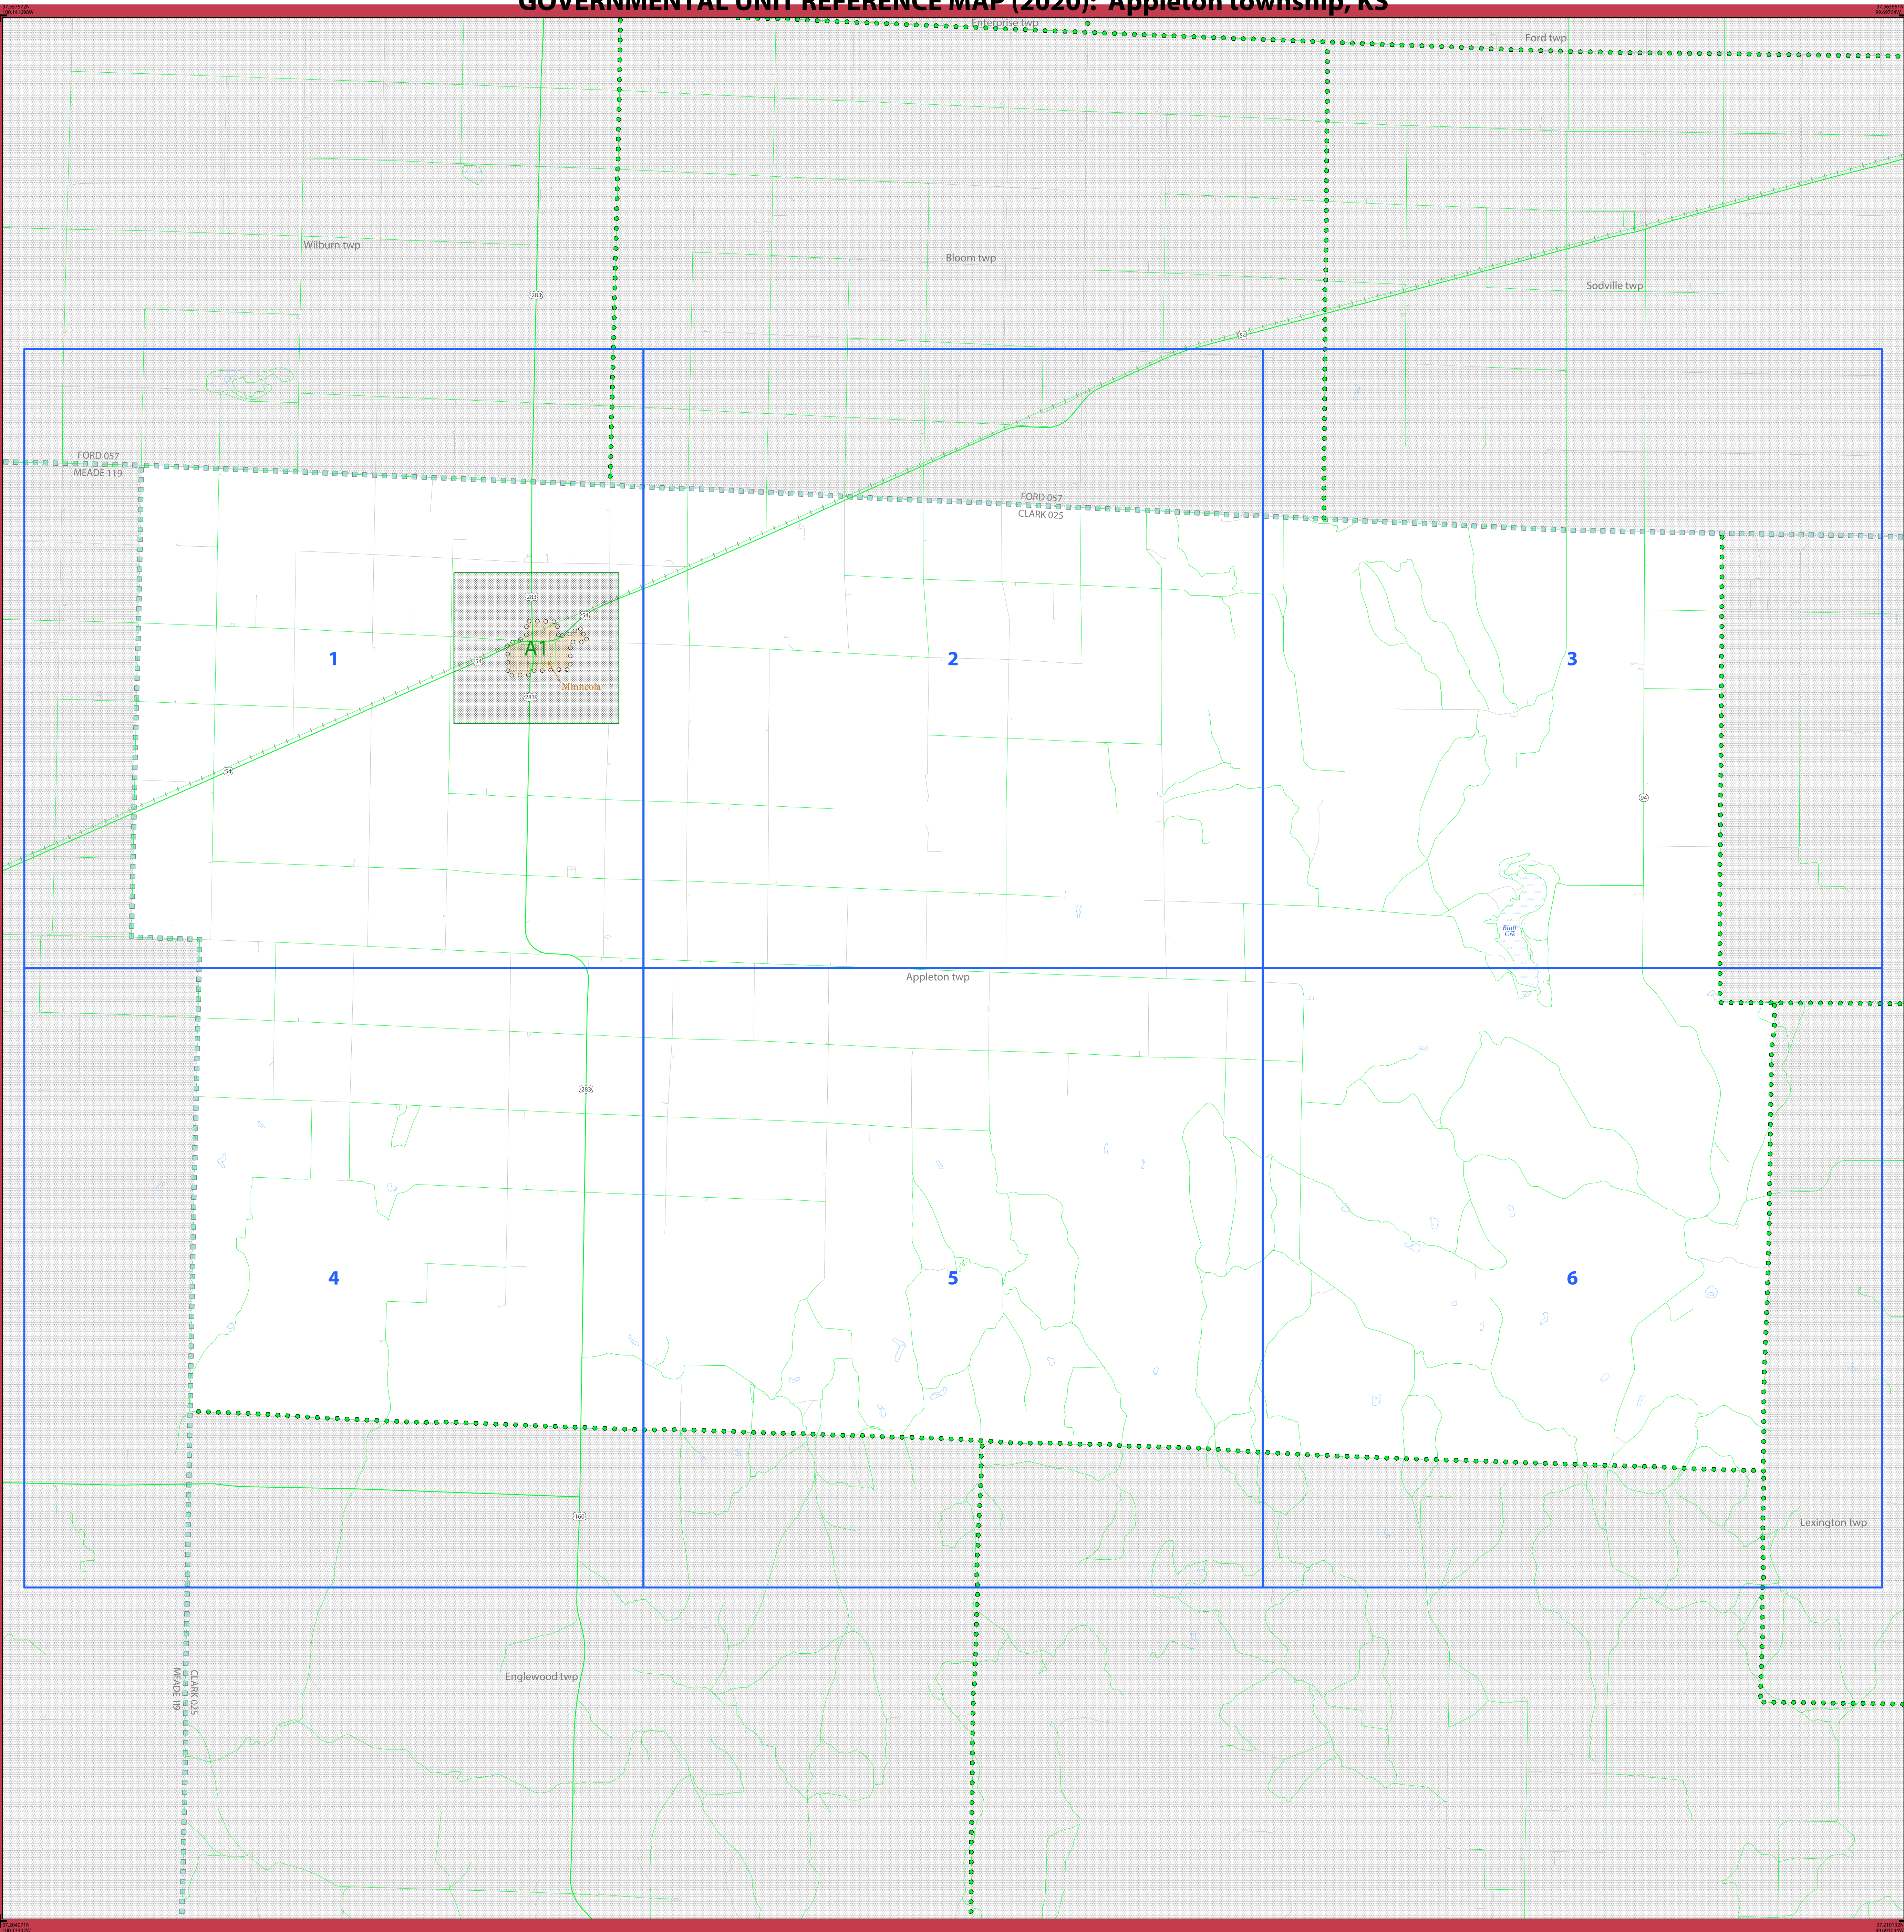 GOVERNMENTAL UNIT REFERENCE MAP (2020): Appleton township, KS
Enterprise twp
Ford twp
Wilburn twp
Bloom twp
Sodville twp
283
54
FORD 057
MEADE 119
FORD 057
CLARK 025
283
54
A1
54
283
Minneola
1
2
3
54
94
Bluff
Crk
Appleton twp
283
4
5
6
160
Lexington twp
Englewood twp
CLARK 025
MEADE 119